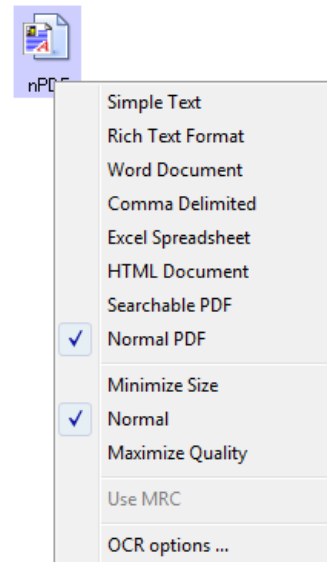 nPDF
Simple Text
Rich Text Format
Word Document
Comma Delimited
Excel Spreadsheet
HTML Document
Searchable PDF
Normal PDF
Minimize Size
Normal
Maximize Quality
Use MRC
OCR options ...